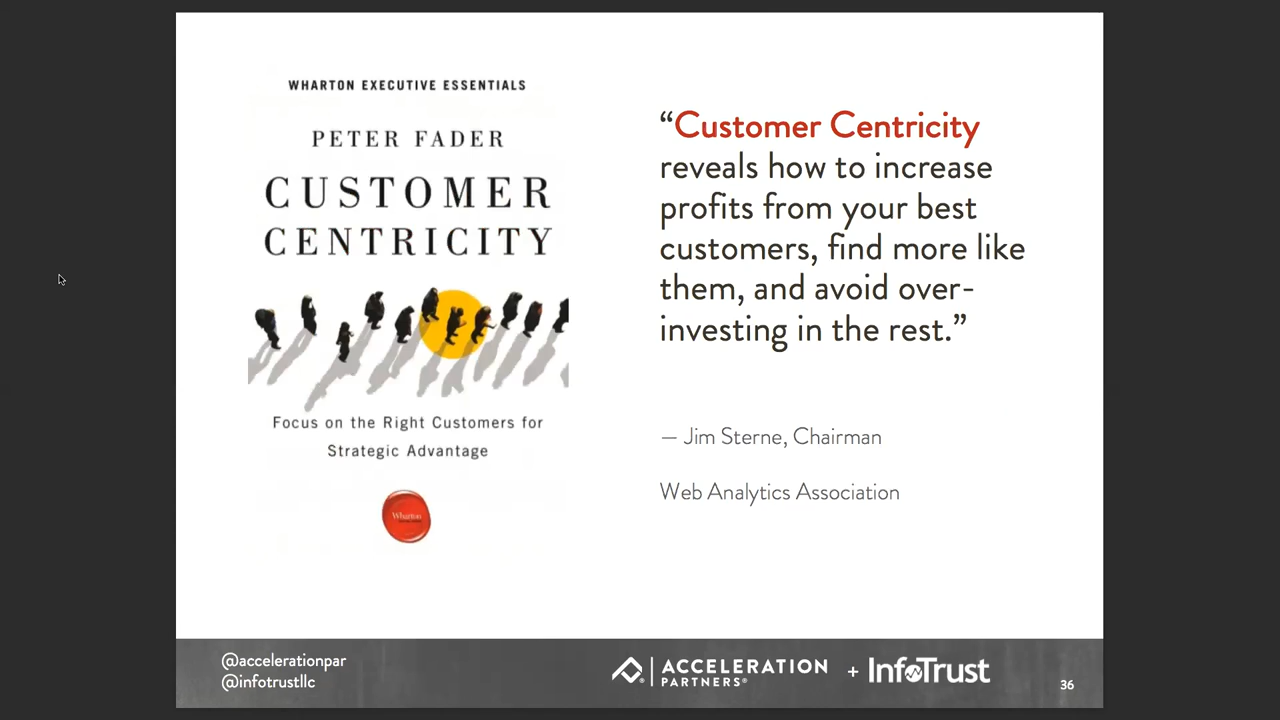 WHARTON EXECUTIVE ESSENTIALS
PETER FADER
CUSTOMER
CENTRICITY
Focus on the Right Customers for
Strategic Advantage
Wharton
“Customer Centricity
reveals how to increase
profits from your best
customers, find more like
them, and avoid over-
investing in the rest.”
— Jim Sterne, Chairman
Web Analytics Association
@accelerationpar
@infotrustllc
ACCELERATION
PARTNERS®
+ InfoTrust
36